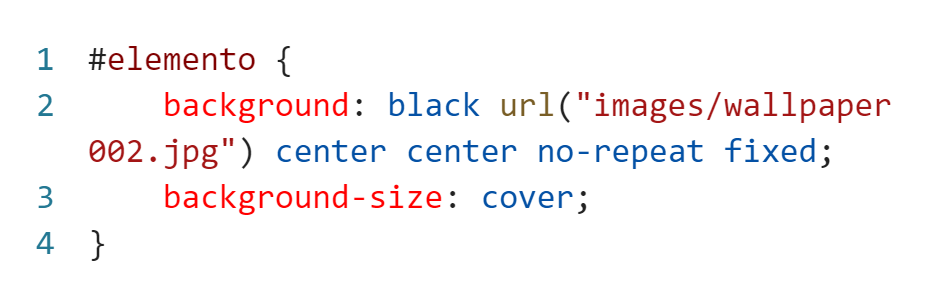 1 #elemento {
2     background: black url("images/wallpaper
002.jpg") center center no-repeat fixed;
3     background-size: cover;
4 }